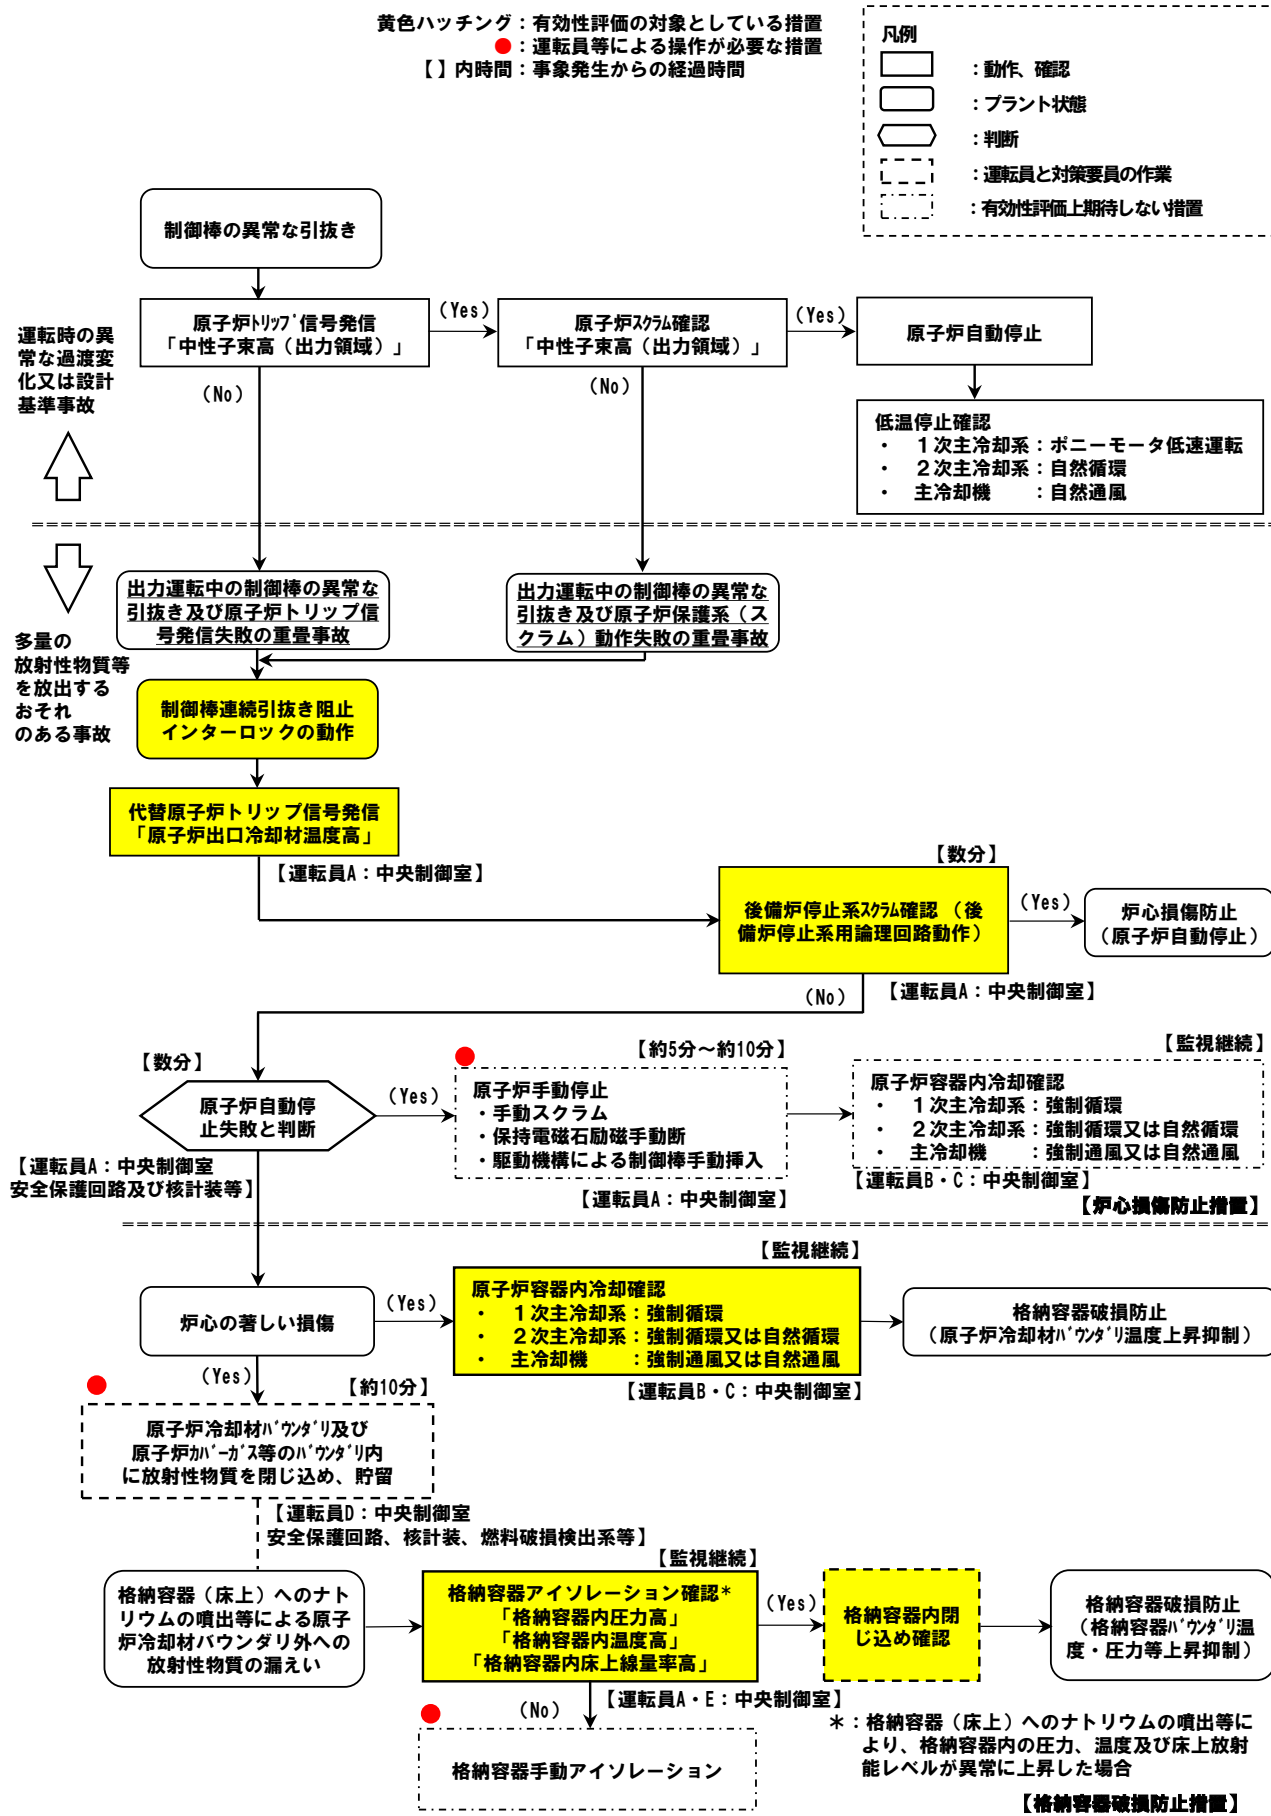 黄色ハッチング：有効性評価の対象としている措置
●：運転員等による操作が必要な措置
【 】内時間：事象発生からの経過時間
凡例
：動作、確認
：プラント状態
：判断
：運転員と対策要員の作業
：有効性評価上期待しない措置
制御棒の異常な引抜き
原子炉ﾄﾘｯﾌﾟ信号発信
「中性子束高（出力領域）」
（Yes）
原子炉ｽｸﾗﾑ確認
「中性子束高（出力領域）」
（Yes）
原子炉自動停止
運転時の異
常な過渡変
化又は設計
基準事故
（No）
（No）
低温停止確認
・ １次主冷却系：ポニーモータ低速運転
・ ２次主冷却系：自然循環
・ 主冷却機 ：自然通風
多量の
放射性物質等
を放出する
おそれ
のある事故
出力運転中の制御棒の異常な
引抜き及び原子炉トリップ信
号発信失敗の重畳事故
出力運転中の制御棒の異常な
引抜き及び原子炉保護系（ス
クラム）動作失敗の重畳事故
制御棒連続引抜き阻止
インターロックの動作
代替原子炉トリップ信号発信
「原子炉出口冷却材温度高」
【運転員A：中央制御室】
【数分】
後備炉停止系ｽｸﾗﾑ確認（後
備炉停止系用論理回路動作）
（Yes）
炉心損傷防止
（原子炉自動停止）
（No）
【運転員A：中央制御室】
【数分】
原子炉自動停
止失敗と判断
（Yes）
【運転員A：中央制御室
安全保護回路及び核計装等】
【約5分～約10分】
原子炉手動停止
・手動スクラム
・保持電磁石励磁手動断
・駆動機構による制御棒手動挿入
【運転員A：中央制御室】
【監視継続】
原子炉容器内冷却確認
・ １次主冷却系：強制循環
・ ２次主冷却系：強制循環又は自然循環
・ 主冷却機 ：強制通風又は自然通風
【運転員B・C：中央制御室】
【炉心損傷防止措置】
【監視継続】
炉心の著しい損傷
（Yes）
原子炉容器内冷却確認
・ １次主冷却系：強制循環
・ ２次主冷却系：強制循環又は自然循環
・ 主冷却機 ：強制通風又は自然通風
【運転員B・C：中央制御室】
格納容器破損防止
（原子炉冷却材ﾊﾞｳﾝﾀﾞﾘ温度上昇抑制）
（Yes）
【約10分】
原子炉冷却材ﾊﾞｳﾝﾀﾞﾘ及び
原子炉ｶﾊﾞｰｶﾞｽ等のﾊﾞｳﾝﾀﾞﾘ内
に放射性物質を閉じ込め、貯留
【運転員D：中央制御室
安全保護回路、核計装、燃料破損検出系等】
【監視継続】
格納容器（床上）へのナト
リウムの噴出等による原子
炉冷却材バウンダリ外への
放射性物質の漏えい
格納容器アイソレーション確認＊
「格納容器内圧力高」
「格納容器内温度高」
「格納容器内床上線量率高」
（Yes）
格納容器内閉
じ込め確認
格納容器破損防止
（格納容器ﾊﾞｳﾝﾀﾞﾘ温
度・圧力等上昇抑制）
（No）
【運転員A・E：中央制御室】
格納容器手動アイソレーション
＊：格納容器（床上）へのナトリウムの噴出等に
より、格納容器内の圧力、温度及び床上放射
能レベルが異常に上昇した場合
【格納容器破損防止措置】